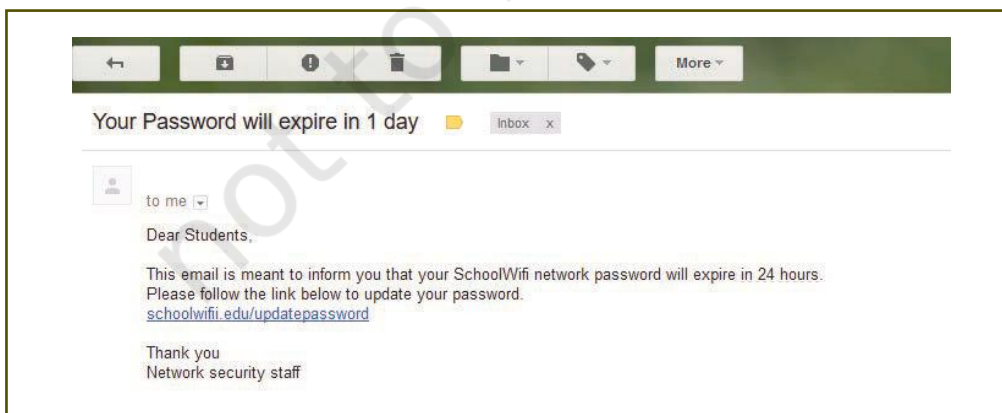 More
Your Password will expire in 1 day Inbox x
to me
Dear Students,
This email is meant to inform you that your SchoolWifi network password will expire in 24 hours.
Please follow the link below to update your password.
schoolwifii.edu/updatepassword
Thank you
Network security staff
not to